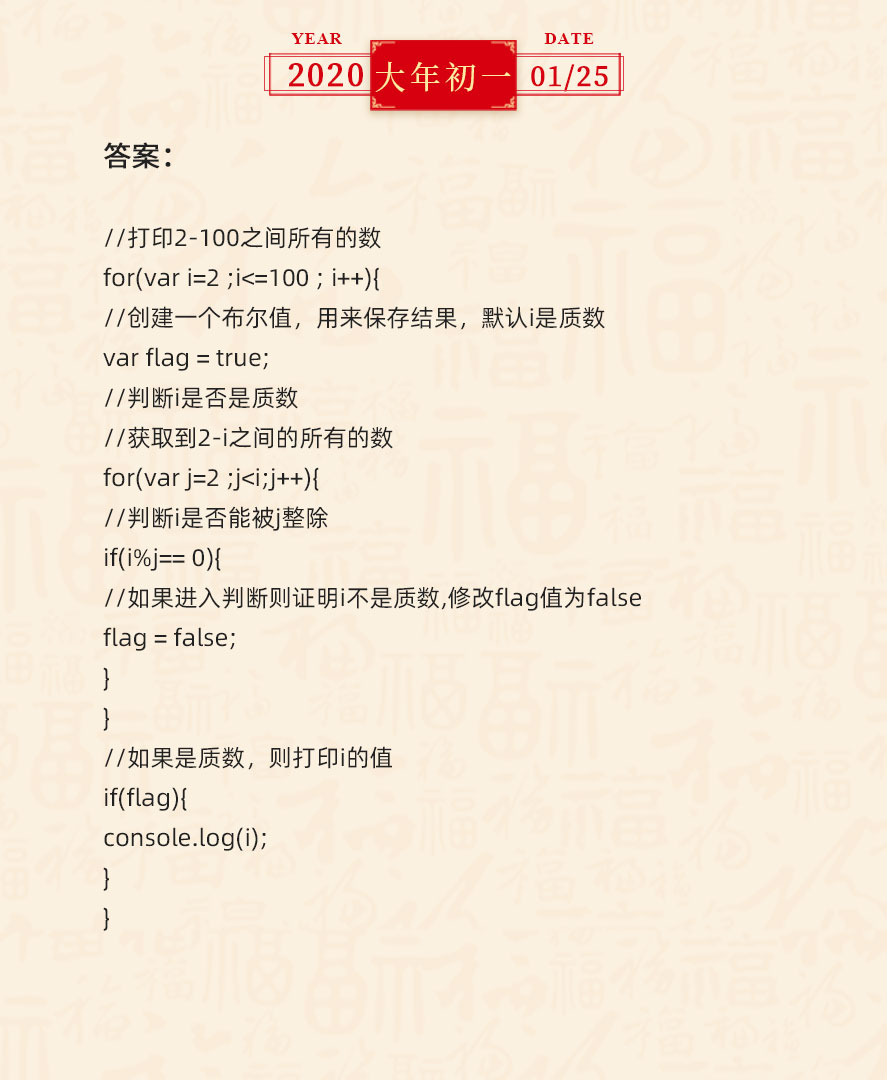 YEAR
DATE
2020
大年初一
01/25
答案：
//打印2-100之间所有的数
for(var i=2 ;i<=100 ; i++){
//创建一个布尔值，用来保存结果，默认i是质数
var flag = true;
//判断i是否是质数
//获取到2-i之间的所有的数
for(var j=2 ;j<i;j++){
//判断i是否能被j整除
if(i%j== 0){
//如果进入判断则证明i不是质数,修改flag值为false
flag = false;
}
}
//如果是质数，则打印i的值
if(flag){
console.log(i);
}
}